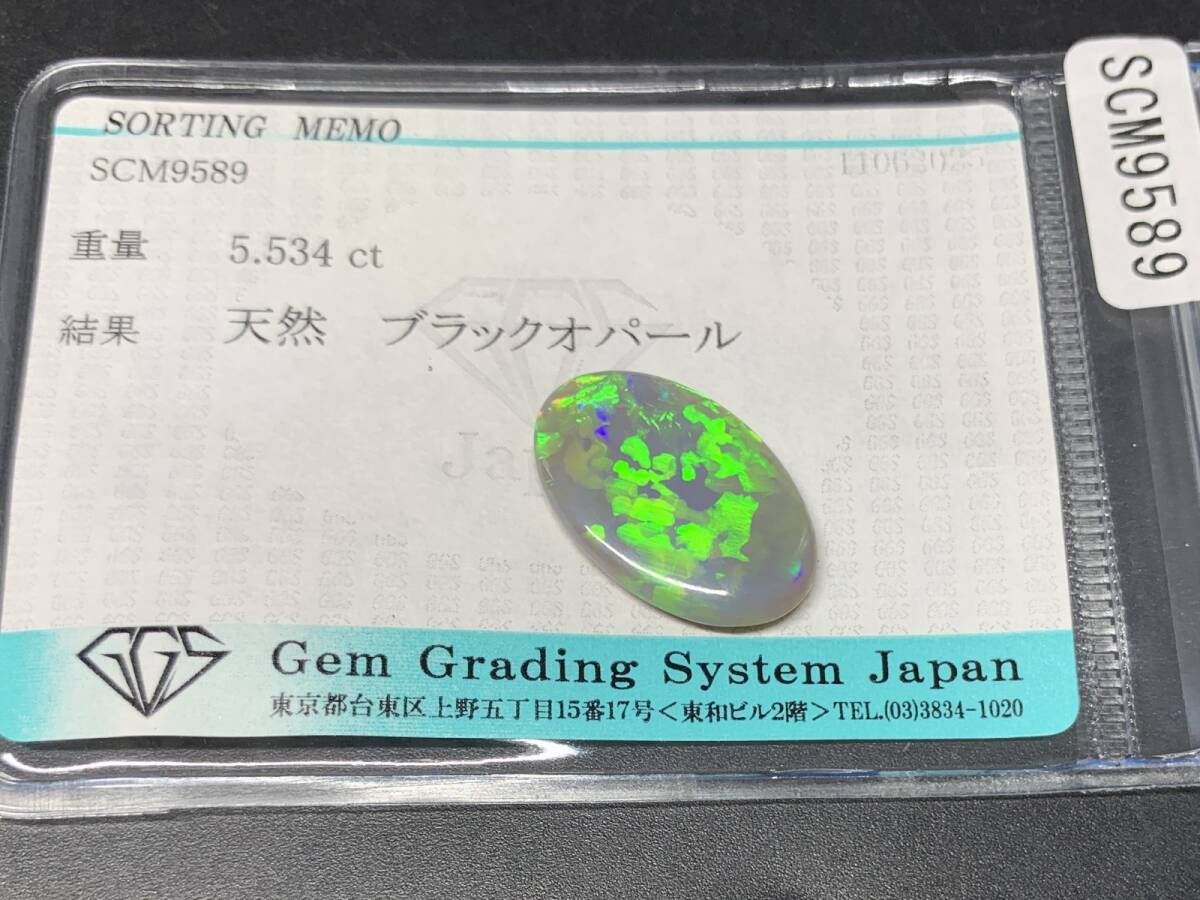 SORTING MEMO
SCM9589
11062025
重量 5.534 ct
結果 天然 ブラックオパール
GGS Gem Grading System Japan
東京都台東区上野五丁目15番17号<東和ビル2階>TEL.(03)3834-1020
SCM9589